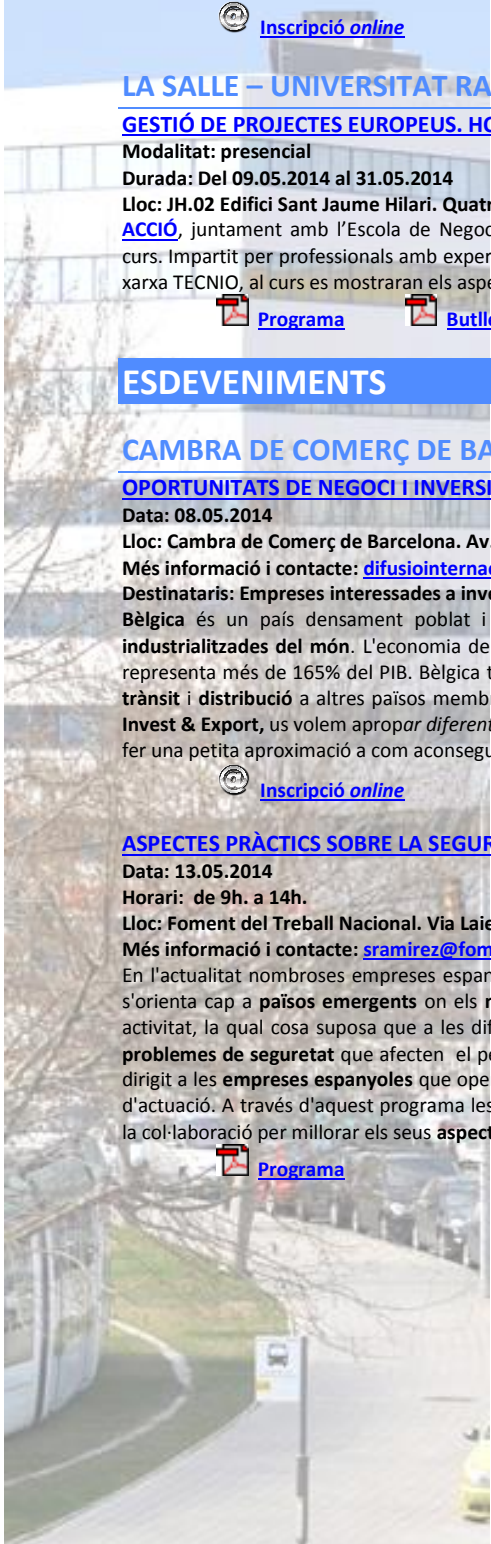 Inscripció online
LA SALLE – UNIVERSITAT RA
GESTIÓ DE PROJECTES EUROPEUS. HO
Modalitat: presencial
Durada: Del 09.05.2014 al 31.05.2014
Lloc: JH.02 Edifici Sant Jaume Hilari. Quatr
ACCIÓ, juntament amb l’Escola de Negoc
curs. Impartit per professionals amb exper
xarxa TECNIO, al curs es mostraran els aspe
Programa Butlle
ESDEVENIMENTS
CAMBRA DE COMERÇ DE BA
OPORTUNITATS DE NEGOCI I INVERSI
Data: 08.05.2014
Lloc: Cambra de Comerç de Barcelona. Av.
Més informació i contacte: difusiointernac
Destinataris: Empreses interessades a inve
Bèlgica és un país densament poblat i
industrialitzades del món. L'economia de
representa més de 165% del PIB. Bèlgica t
trànsit i distribució a altres països memb
Invest & Export, us volem apropar diferent
fer una petita aproximació a com aconsegu
Inscripció online
ASPECTES PRÀCTICS SOBRE LA SEGUR
Data: 13.05.2014
Horari: de 9h. a 14h.
Lloc: Foment del Treball Nacional. Via Laie
Més informació i contacte: sramirez@fom
En l'actualitat nombroses empreses espan
s'orienta cap a països emergents on els r
activitat, la qual cosa suposa que a les dif
problemes de seguretat que afecten el pe
dirigit a les empreses espanyoles que ope
d'actuació. A través d'aquest programa les
la col·laboració per millorar els seus aspect
Programa